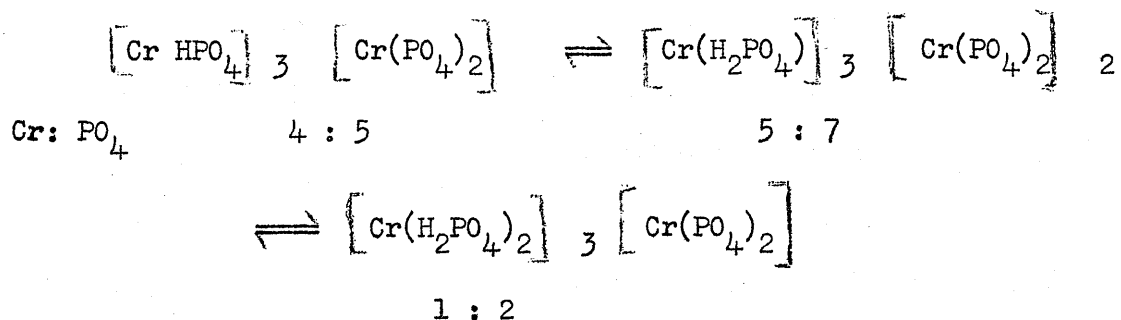 [Cr HPO₄]₃ [Cr(PO₄)₂] ⇌ [Cr(H₂PO₄)]₃ [Cr(PO₄)₂]₂
Cr: PO₄ 4 : 5 5 : 7
⇌ [Cr(H₂PO₄)₂]₃ [Cr(PO₄)₂]
1 : 2